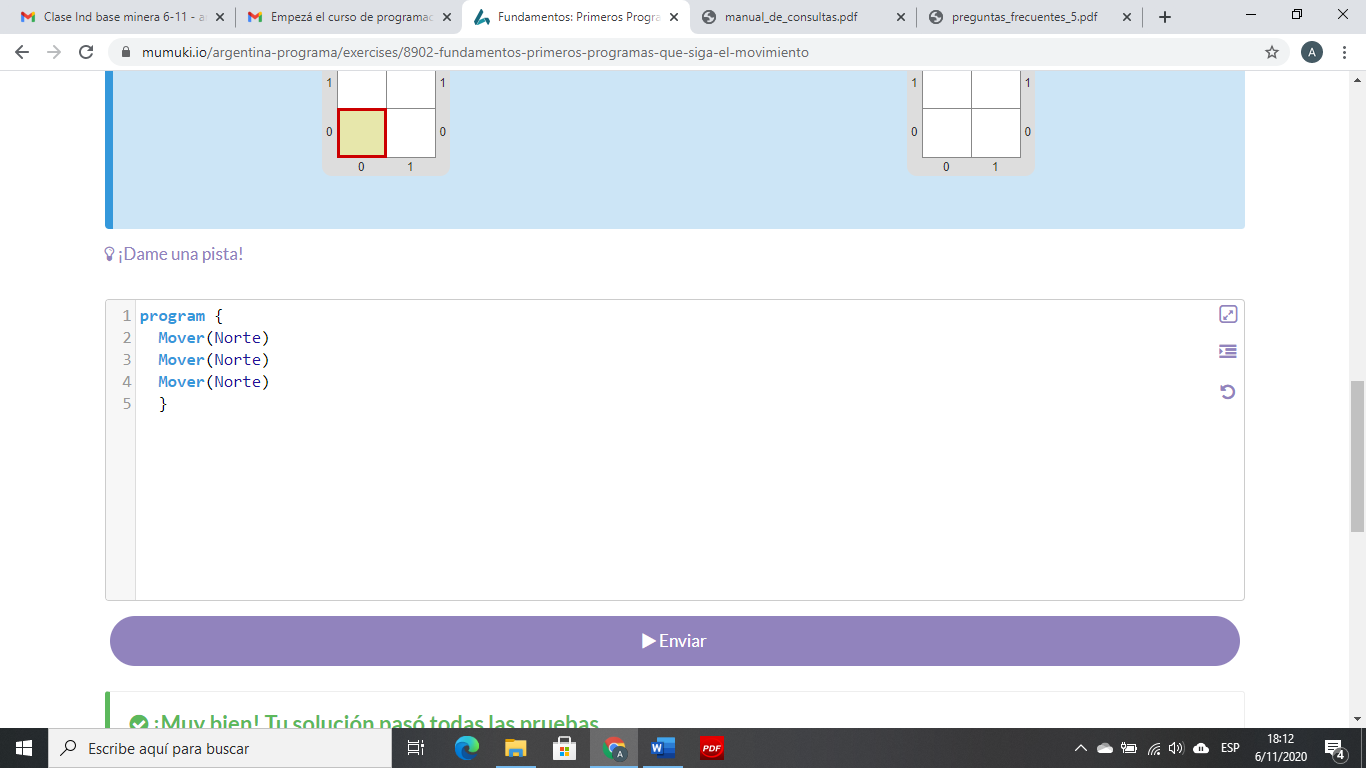 Clase Ind base minera 6-11 - a
Empezá el curso de programac
Fundamentos: Primeros Progra
manual_de_consultas.pdf
preguntas_frecuentes_5.pdf
mumuki.io/argentina-programa/exercises/8902-fundamentos-primeros-programas-que-siga-el-movimiento
A
1 1 1 1
0 0 0 0
0 1 0 1
¡Dame una pista!
1 program {
2 Mover(Norte)
3 Mover(Norte)
4 Mover(Norte)
5 }
Enviar
¡Muy bien! Tu solución pasó todas las pruebas
Escribe aquí para buscar
A
W
PDF
ESP
18:12
6/11/2020
4